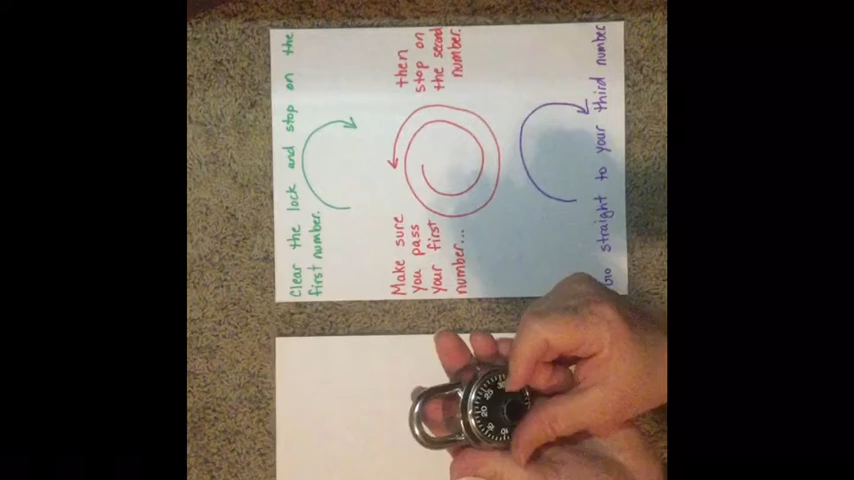 Clear the lock and stop on the
first number.
Make sure
you pass
your first
number...
then
stop on
the second
number.
Go straight to your third number